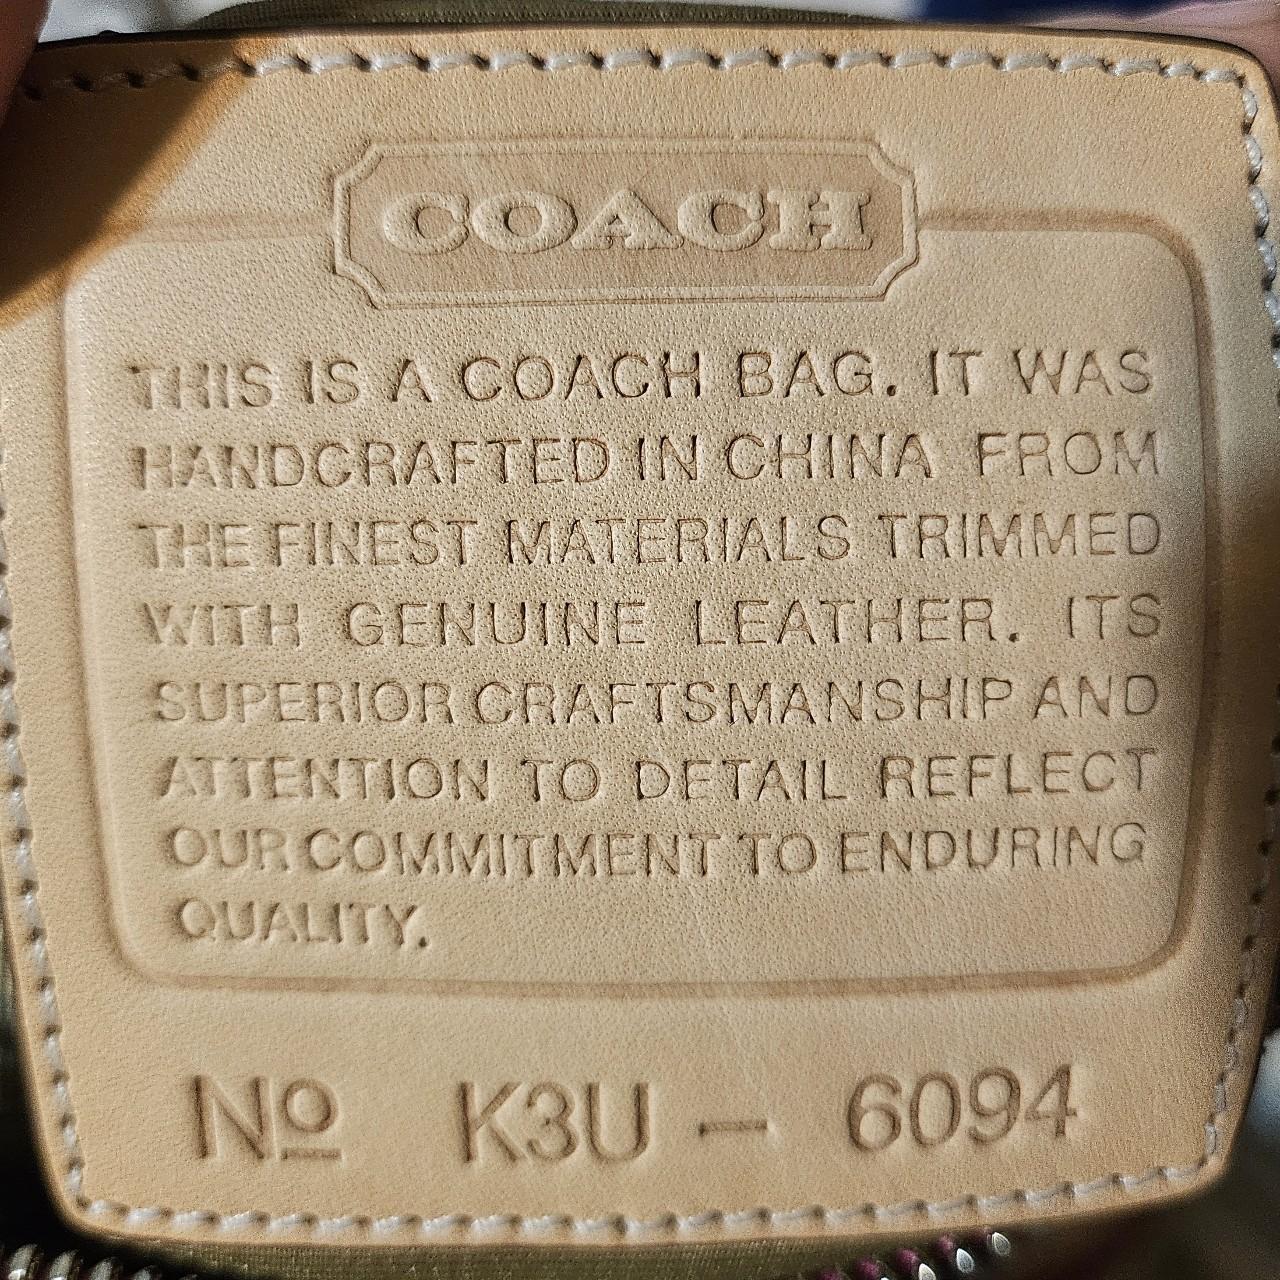 COACH
THIS IS A COACH BAG. IT WAS
HANDCRAFTED IN CHINA FROM
THE FINEST MATERIALS TRIMMED
WITH GENUINE LEATHER. ITS
SUPERIOR CRAFTSMANSHIP AND
ATTENTION TO DETAIL REFLECT
OUR COMMITMENT TO ENDURING
QUALITY.
Nº K3U - 6094